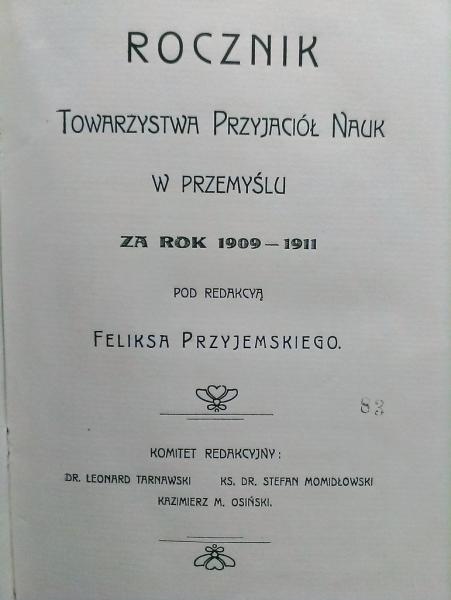 ROCZNIK
TOWARZYSTWA PRZYJACIÓŁ NAUK
W PRZEMYŚLU
ZA ROK 1909 — 1911
POD REDAKCYĄ
FELIKSA PRZYJEMSKIEGO.
83
KOMITET REDAKCYJNY:
DR. LEONARD TARNAWSKI KS. DR. STEFAN MOMIDŁOWSKI
KAZIMIERZ M. OSIŃSKI.